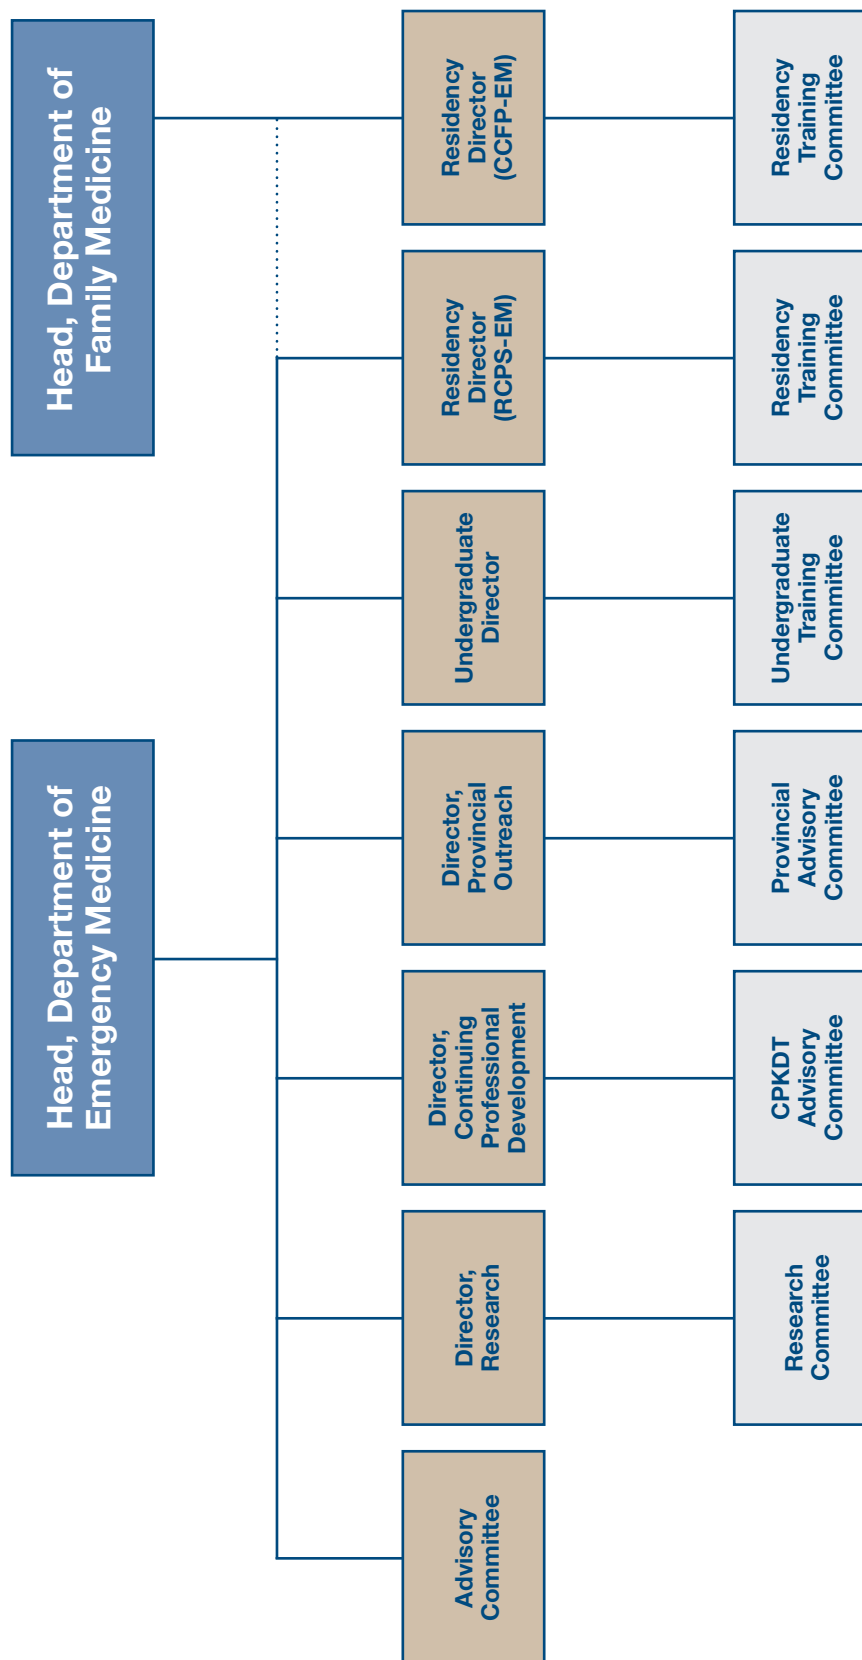 Head, Department of
Emergency Medicine
Head, Department of
Family Medicine
Advisory
Committee
Director,
Research
Director,
Continuing
Professional
Development
Director,
Provincial
Outreach
Undergraduate
Director
Residency
Director
(RCPS-EM)
Residency
Director
(CCFP-EM)
Research
Committee
CPKDT
Advisory
Committee
Provincial
Advisory
Committee
Undergraduate
Training
Committee
Residency
Training
Committee
Residency
Training
Committee